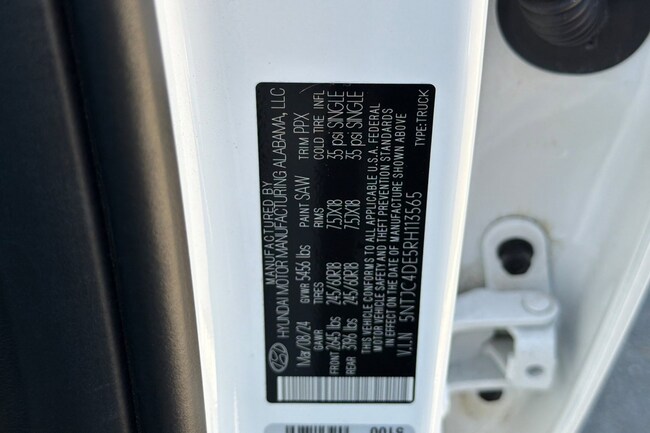 MANUFACTURED BY
HYUNDAI MOTOR MANUFACTURING ALABAMA, LLC
Mar/08/24 GVWR 5456 lbs PAINT SAW TRIM PPX
GAWR TIRES RIMS COLD TIRE INFL
FRONT 2645 lbs 245/60R18 7.5JX18 35 psi SINGLE
REAR 3196 lbs 245/60R18 7.5JX18 35 psi SINGLE
THIS VEHICLE CONFORMS TO ALL APPLICABLE U.S.A. FEDERAL
MOTOR VEHICLE SAFETY AND THEFT PREVENTION STANDARDS
IN EFFECT ON THE DATE OF MANUFACTURE SHOWN ABOVE
V.I.N 5NTJC4DE5RH113565 TYPE:TRUCK